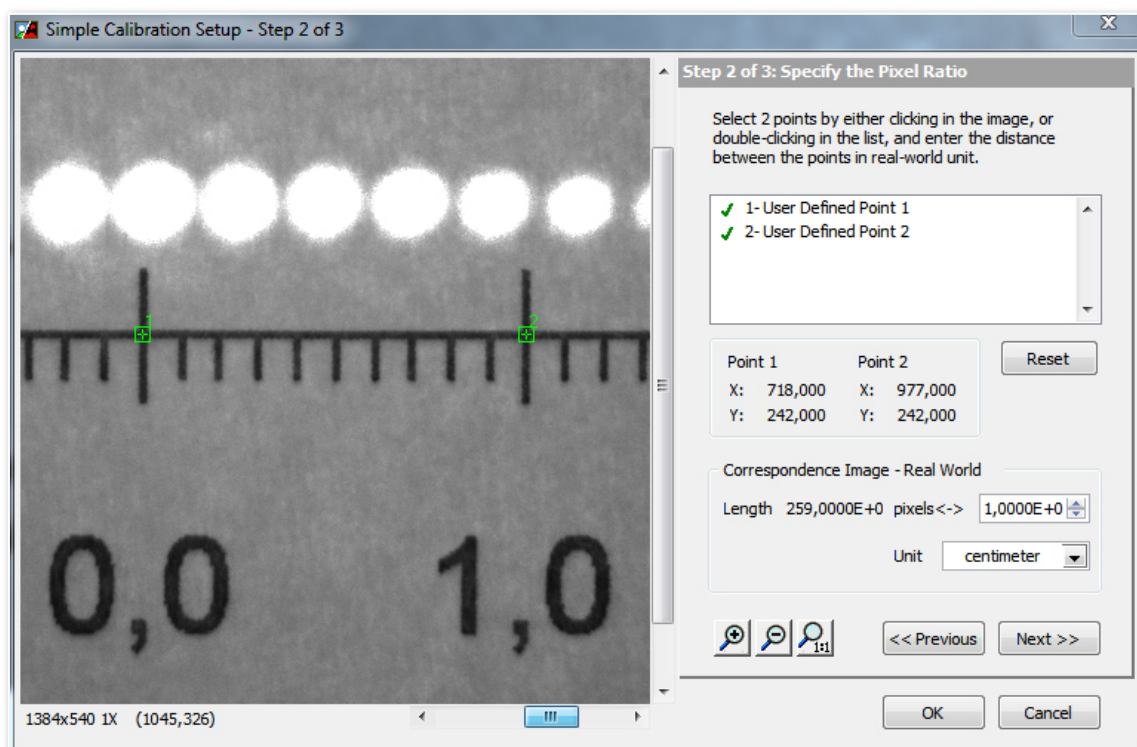 Simple Calibration Setup - Step 2 of 3
X
1
2
0,0
1,0
1384x540 1X (1045,326)
Step 2 of 3: Specify the Pixel Ratio
Select 2 points by either clicking in the image, or
double-clicking in the list, and enter the distance
between the points in real-world unit.
1- User Defined Point 1
2- User Defined Point 2
Point 1 Point 2
X: 718,000 X: 977,000
Y: 242,000 Y: 242,000
Reset
Correspondence Image - Real World
Length 259,0000E+0 pixels<-> 1,0000E+0
Unit centimeter
1:1
<< Previous Next >>
OK Cancel